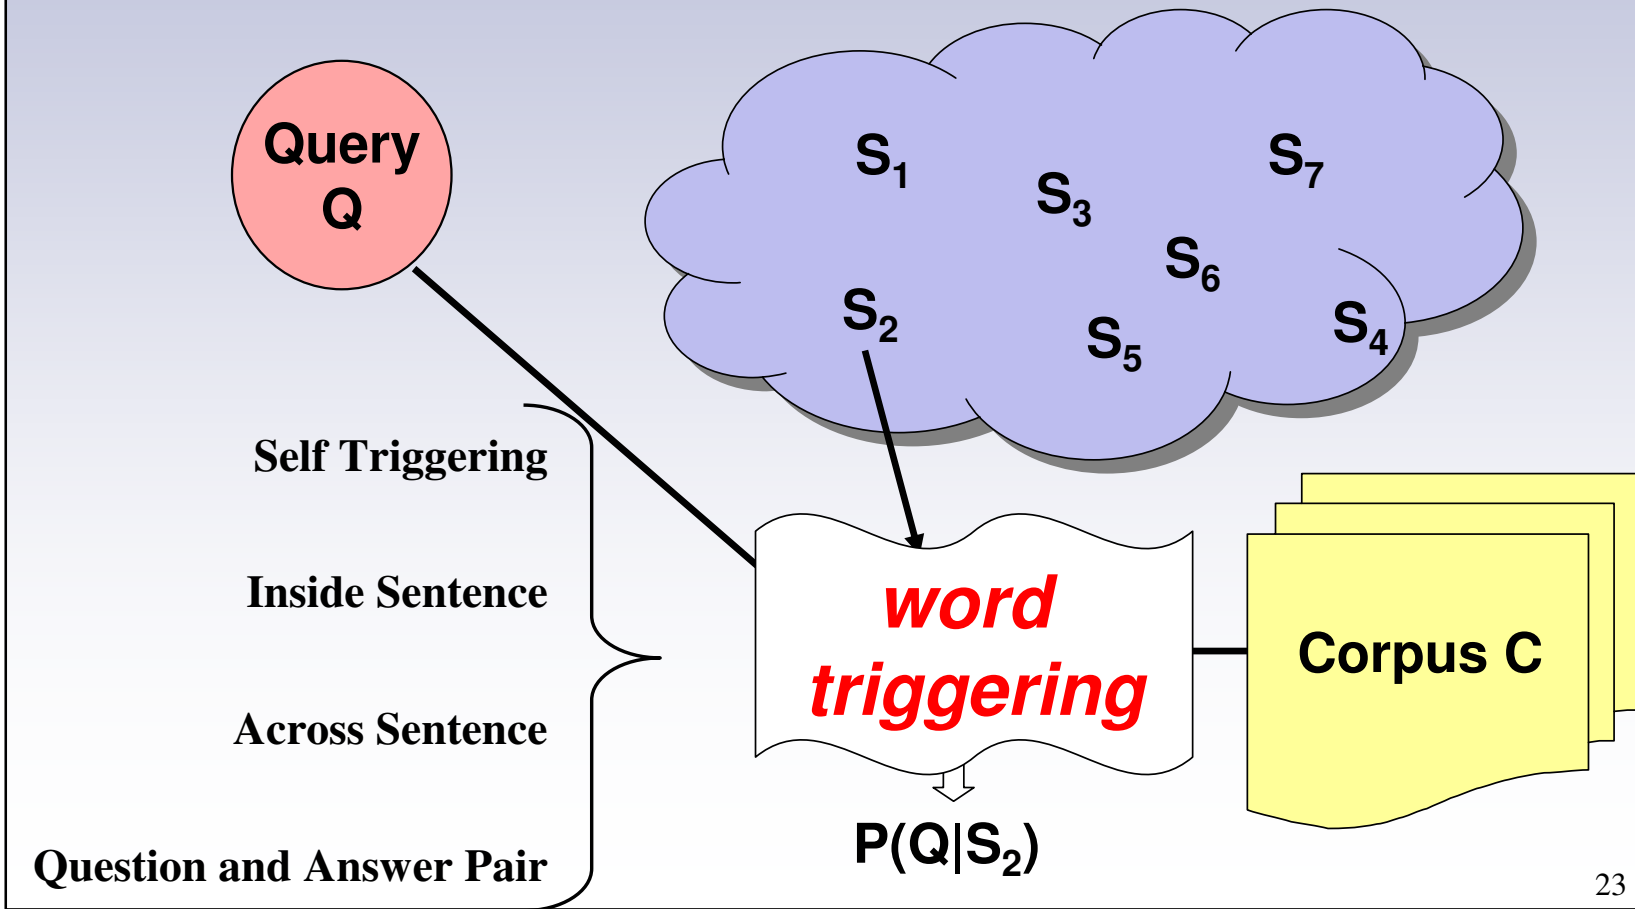 Query
Q
S₁
S₃
S₇
S₆
S₂
S₅
S₄
Self Triggering
Inside Sentence
Across Sentence
Question and Answer Pair
word
triggering
Corpus C
P(Q|S₂)
23